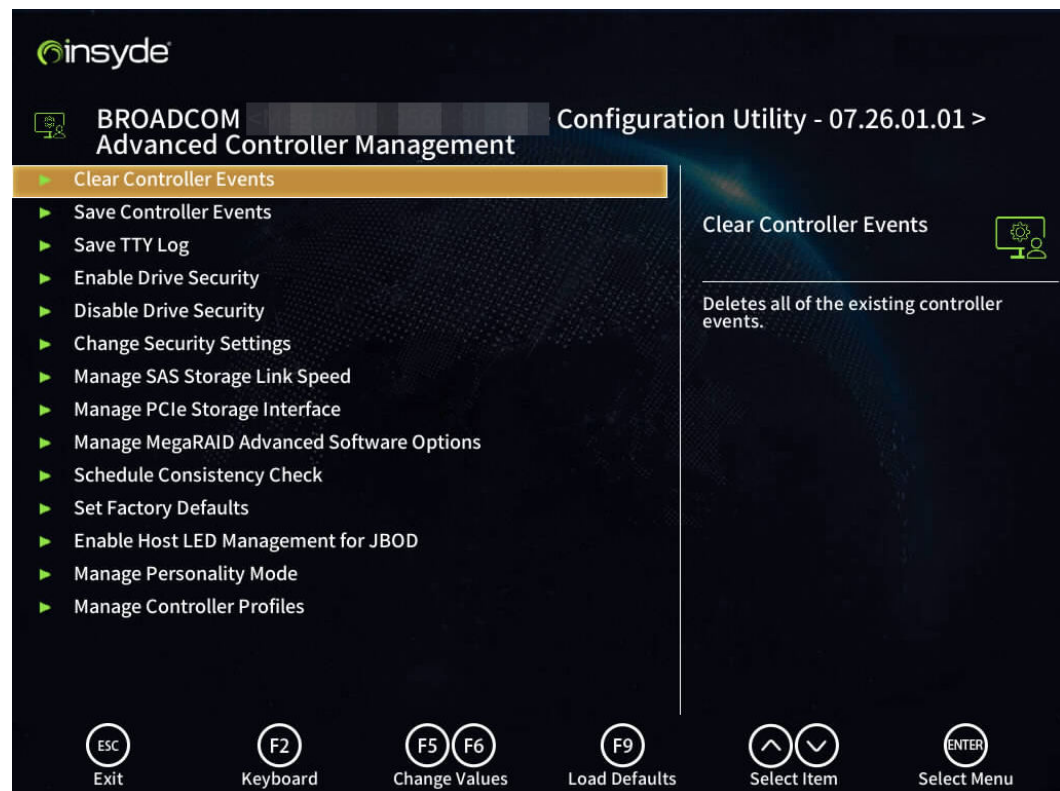 insyde
BROADCOM Configuration Utility - 07.26.01.01 >
Advanced Controller Management
Clear Controller Events
Save Controller Events
Save TTY Log
Enable Drive Security
Disable Drive Security
Change Security Settings
Manage SAS Storage Link Speed
Manage PCIe Storage Interface
Manage MegaRAID Advanced Software Options
Schedule Consistency Check
Set Factory Defaults
Enable Host LED Management for JBOD
Manage Personality Mode
Manage Controller Profiles
Clear Controller Events
Deletes all of the existing controller
events.
ESC F2 F5 F6 F9 ENTER
Exit Keyboard Change Values Load Defaults Select Item Select Menu